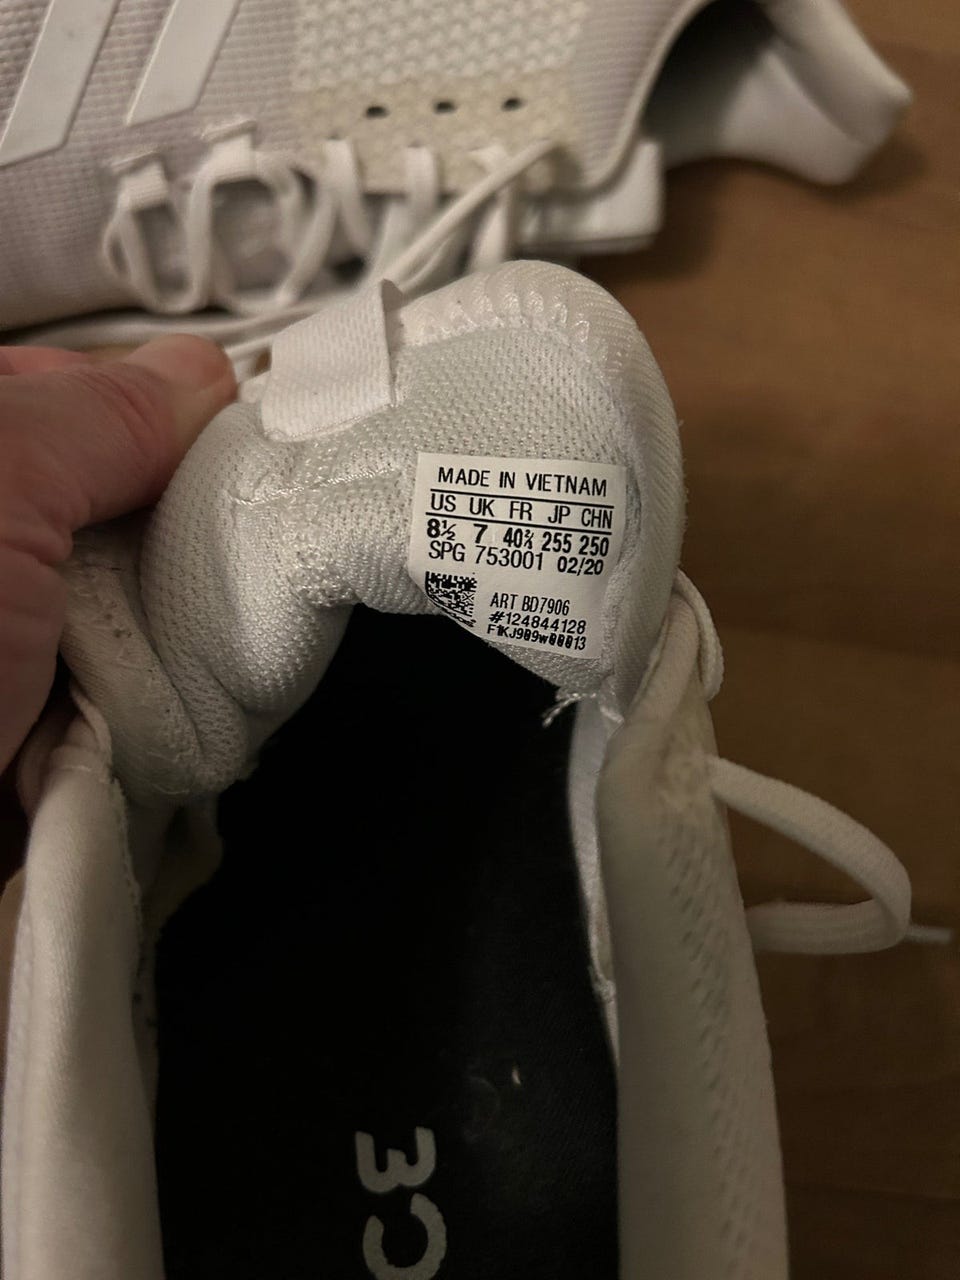 MADE IN VIETNAM
US UK FR JP CHN
8½ 7 40⅔ 255 250
SPG 753001 02/20
ART BD7906
#124844128
CE